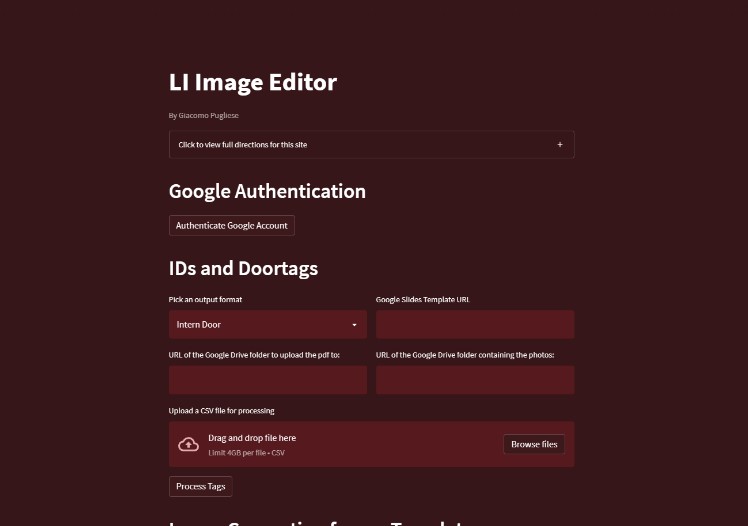 LI Image Editor
By Giacomo Pugliese
Click to view full directions for this site
Google Authentication
Authenticate Google Account
IDs and Doortags
Pick an output format
Google Slides Template URL
Intern Door
URL of the Google Drive folder to upload the pdf to:
URL of the Google Drive folder containing the photos:
Upload a CSV file for processing
Drag and drop file here
Limit 4GB per file • CSV
Browse files
Process Tags